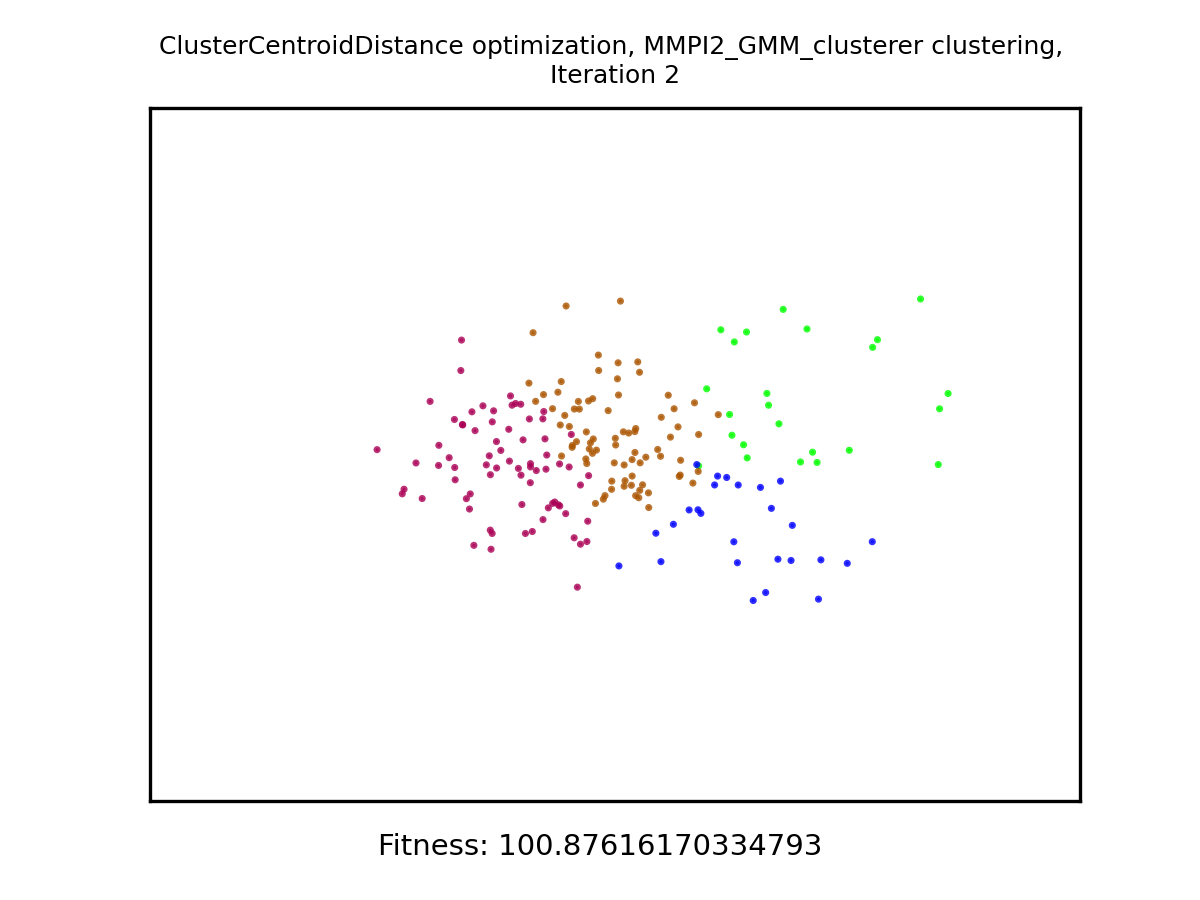 ClusterCentroidDistance optimization, MMPI2_GMM_clusterer clustering,
Iteration 2
Fitness: 100.87616170334793